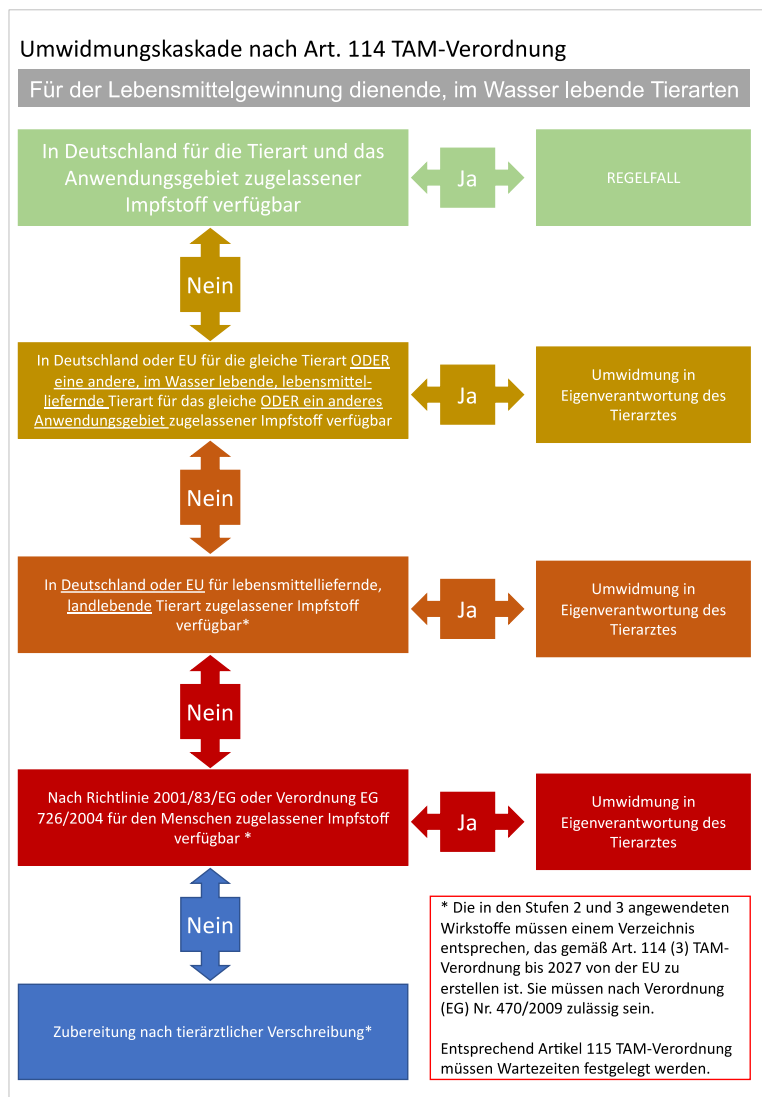 Umwidmungskaskade nach Art. 114 TAM-Verordnung
Für der Lebensmittelgewinnung dienende, im Wasser lebende Tierarten
In Deutschland für die Tierart und das
Anwendungsgebiet zugelassener
Impfstoff verfügbar
Ja
REGELFALL
Nein
In Deutschland oder EU für die gleiche Tierart ODER
eine andere, im Wasser lebende, lebensmittel-
liefernde Tierart für das gleiche ODER ein anderes
Anwendungsgebiet zugelassener Impfstoff verfügbar
Ja
Umwidmung in
Eigenverantwortung des
Tierarztes
Nein
In Deutschland oder EU für lebensmittelliefernde,
landlebende Tierart zugelassener Impfstoff
verfügbar*
Ja
Umwidmung in
Eigenverantwortung des
Tierarztes
Nein
Nach Richtlinie 2001/83/EG oder Verordnung EG
726/2004 für den Menschen zugelassener Impfstoff
verfügbar *
Ja
Umwidmung in
Eigenverantwortung des
Tierarztes
Nein
Zubereitung nach tierärztlicher Verschreibung*
* Die in den Stufen 2 und 3 angewendeten
Wirkstoffe müssen einem Verzeichnis
entsprechen, das gemäß Art. 114 (3) TAM-
Verordnung bis 2027 von der EU zu
erstellen ist. Sie müssen nach Verordnung
(EG) Nr. 470/2009 zulässig sein.
Entsprechend Artikel 115 TAM-Verordnung
müssen Wartezeiten festgelegt werden.